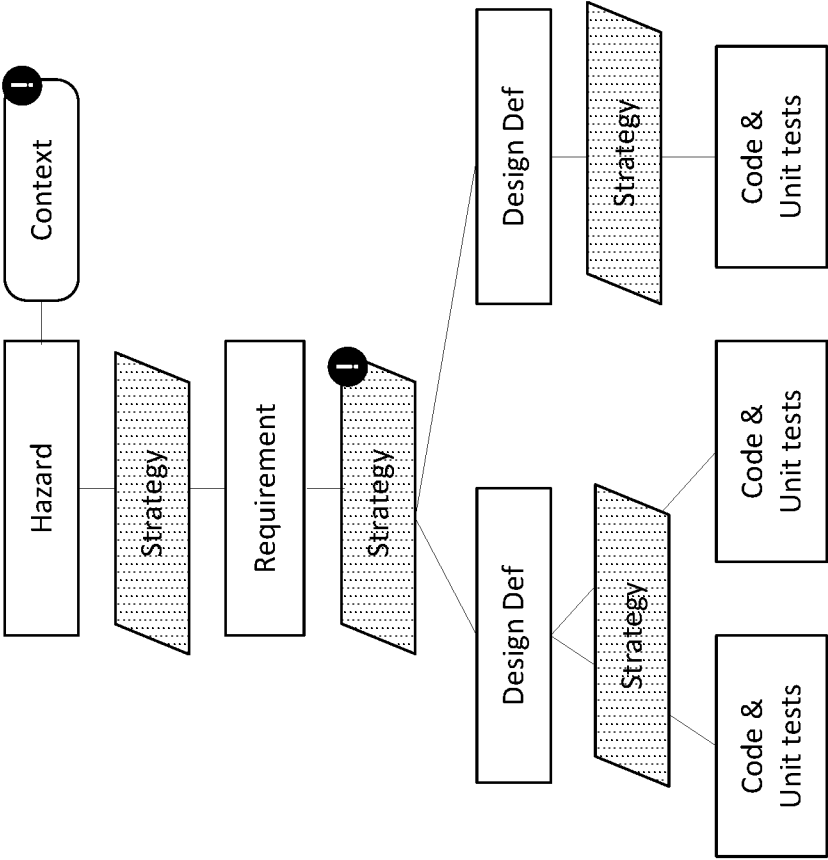 Hazard
Context
!
Strategy
Requirement
!
Strategy
Design Def
Design Def
Strategy
Strategy
Code &
Unit tests
Code &
Unit tests
Code &
Unit tests